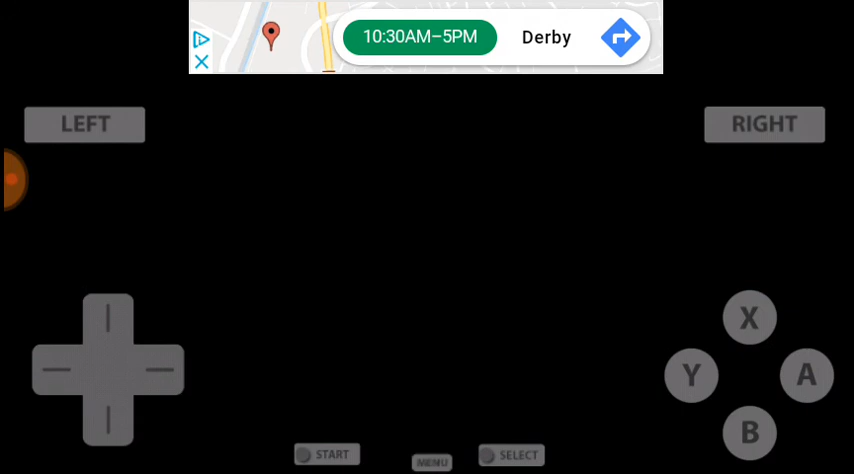 10:30AM–5PM Derby
LEFT RIGHT
X
Y A
B
START MENU SELECT